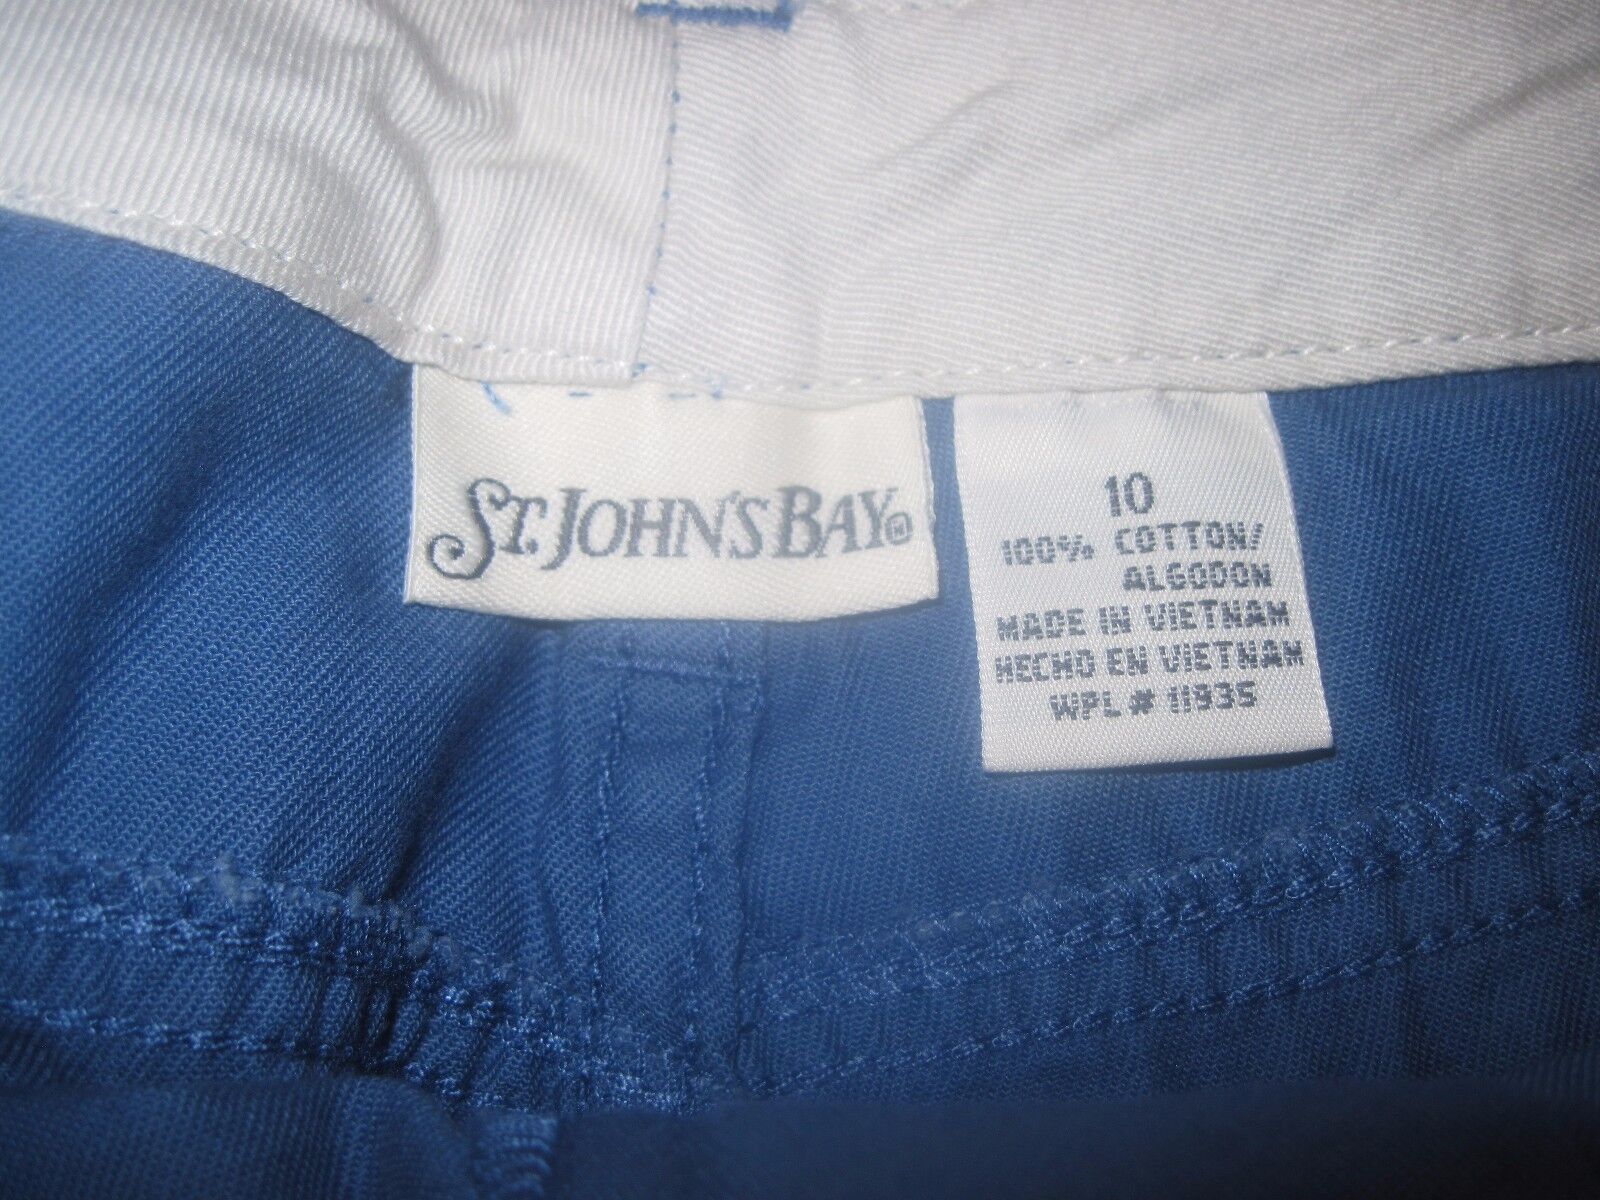 ST. JOHN'S BAY
10
100% COTTON/
ALGODON
MADE IN VIETNAM
HECHO EN VIETNAM
WPL # 11935